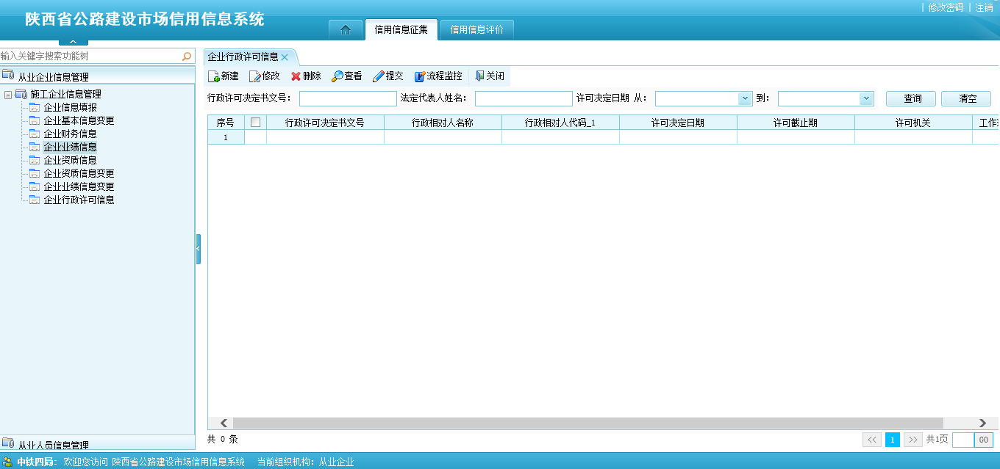 | 修改密码 | 注销
陕西省公路建设市场信用信息系统
信用信息征集 信用信息评价
输入关键字搜索功能树
从业企业信息管理
施工企业信息管理
企业信息填报
企业基本信息变更
企业财务信息
企业业绩信息
企业资质信息
企业资质信息变更
企业业绩信息变更
企业行政许可信息
从业人员信息管理
企业行政许可信息
新建 修改 删除 查看 提交 流程监控 关闭
行政许可决定书文号: 法定代表人姓名: 许可决定日期 从: 到: 查询 清空
序号 行政许可决定书文号 行政相对人名称 行政相对人代码_1 许可决定日期 许可截止期 许可机关 工作
1
共 0 条
<< 1 >> 共1页 GO
中铁四局: 欢迎您访问 陕西省公路建设市场信用信息系统 当前组织机构: 从业企业